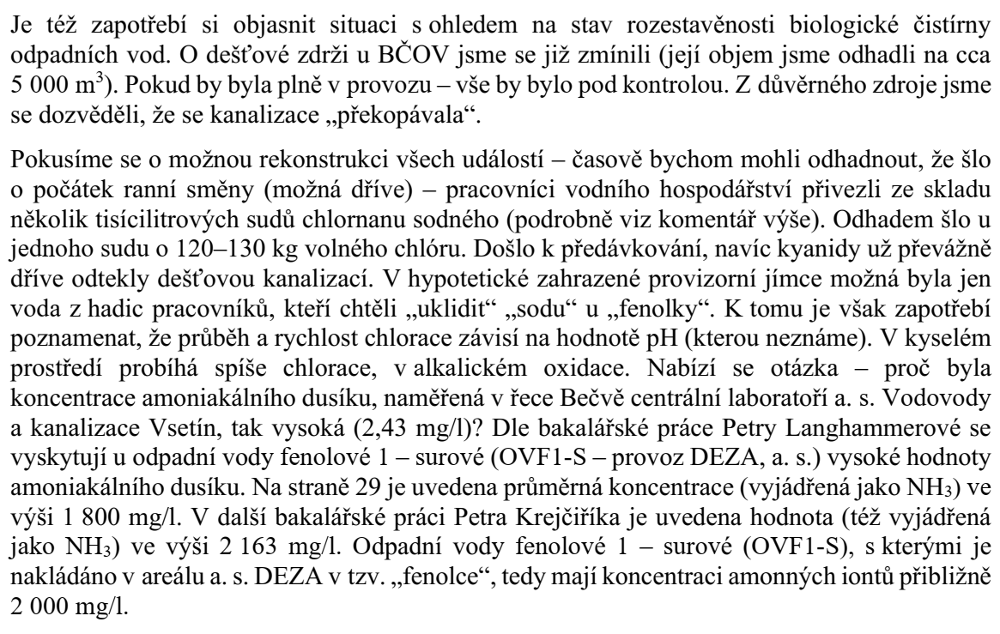 Je též zapotřebí si objasnit situaci s ohledem na stav rozestavěnosti biologické čistírny
odpadních vod. O dešťové zdrži u BČOV jsme se již zmínili (její objem jsme odhadli na cca
5 000 m³). Pokud by byla plně v provozu – vše by bylo pod kontrolou. Z důvěrného zdroje jsme
se dozvěděli, že se kanalizace „překopávala“.
Pokusíme se o možnou rekonstrukci všech událostí – časově bychom mohli odhadnout, že šlo
o počátek ranní směny (možná dříve) – pracovníci vodního hospodářství přivezli ze skladu
několik tisícilitrových sudů chlornanu sodného (podrobně viz komentář výše). Odhadem šlo u
jednoho sudu o 120–130 kg volného chlóru. Došlo k předávkování, navíc kyanidy už převážně
dříve odtekly dešťovou kanalizací. V hypotetické zahrazené provizorní jímce možná byla jen
voda z hadic pracovníků, kteří chtěli „uklidit“ „sodu“ u „fenolky“. K tomu je však zapotřebí
poznamenat, že průběh a rychlost chlorace závisí na hodnotě pH (kterou neznáme). V kyselém
prostředí probíhá spíše chlorace, v alkalickém oxidace. Nabízí se otázka – proč byla
koncentrace amoniakálního dusíku, naměřená v řece Bečvě centrální laboratoří a. s. Vodovody
a kanalizace Vsetín, tak vysoká (2,43 mg/l)? Dle bakalářské práce Petry Langhammerové se
vyskytují u odpadní vody fenolové 1 – surové (OVF1-S – provoz DEZA, a. s.) vysoké hodnoty
amoniakálního dusíku. Na straně 29 je uvedena průměrná koncentrace (vyjádřená jako NH₃) ve
výši 1 800 mg/l. V další bakalářské práci Petra Krejčiříka je uvedena hodnota (též vyjádřená
jako NH₃) ve výši 2 163 mg/l. Odpadní vody fenolové 1 – surové (OVF1-S), s kterými je
nakládáno v areálu a. s. DEZA v tzv. „fenolce“, tedy mají koncentraci amonných iontů přibližně
2 000 mg/l.